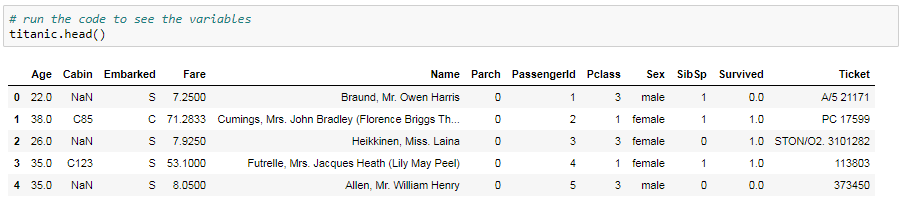 # run the code to see the variables
titanic.head()
Age Cabin Embarked Fare Name Parch PassengerId Pclass Sex SibSp Survived Ticket
0 22.0 NaN S 7.2500 Braund, Mr. Owen Harris 0 1 3 male 1 0.0 A/5 21171
1 38.0 C85 C 71.2833 Cumings, Mrs. John Bradley (Florence Briggs Th... 0 2 1 female 1 1.0 PC 17599
2 26.0 NaN S 7.9250 Heikkinen, Miss. Laina 0 3 3 female 0 1.0 STON/O2. 3101282
3 35.0 C123 S 53.1000 Futrelle, Mrs. Jacques Heath (Lily May Peel) 0 4 1 female 1 1.0 113803
4 35.0 NaN S 8.0500 Allen, Mr. William Henry 0 5 3 male 0 0.0 373450